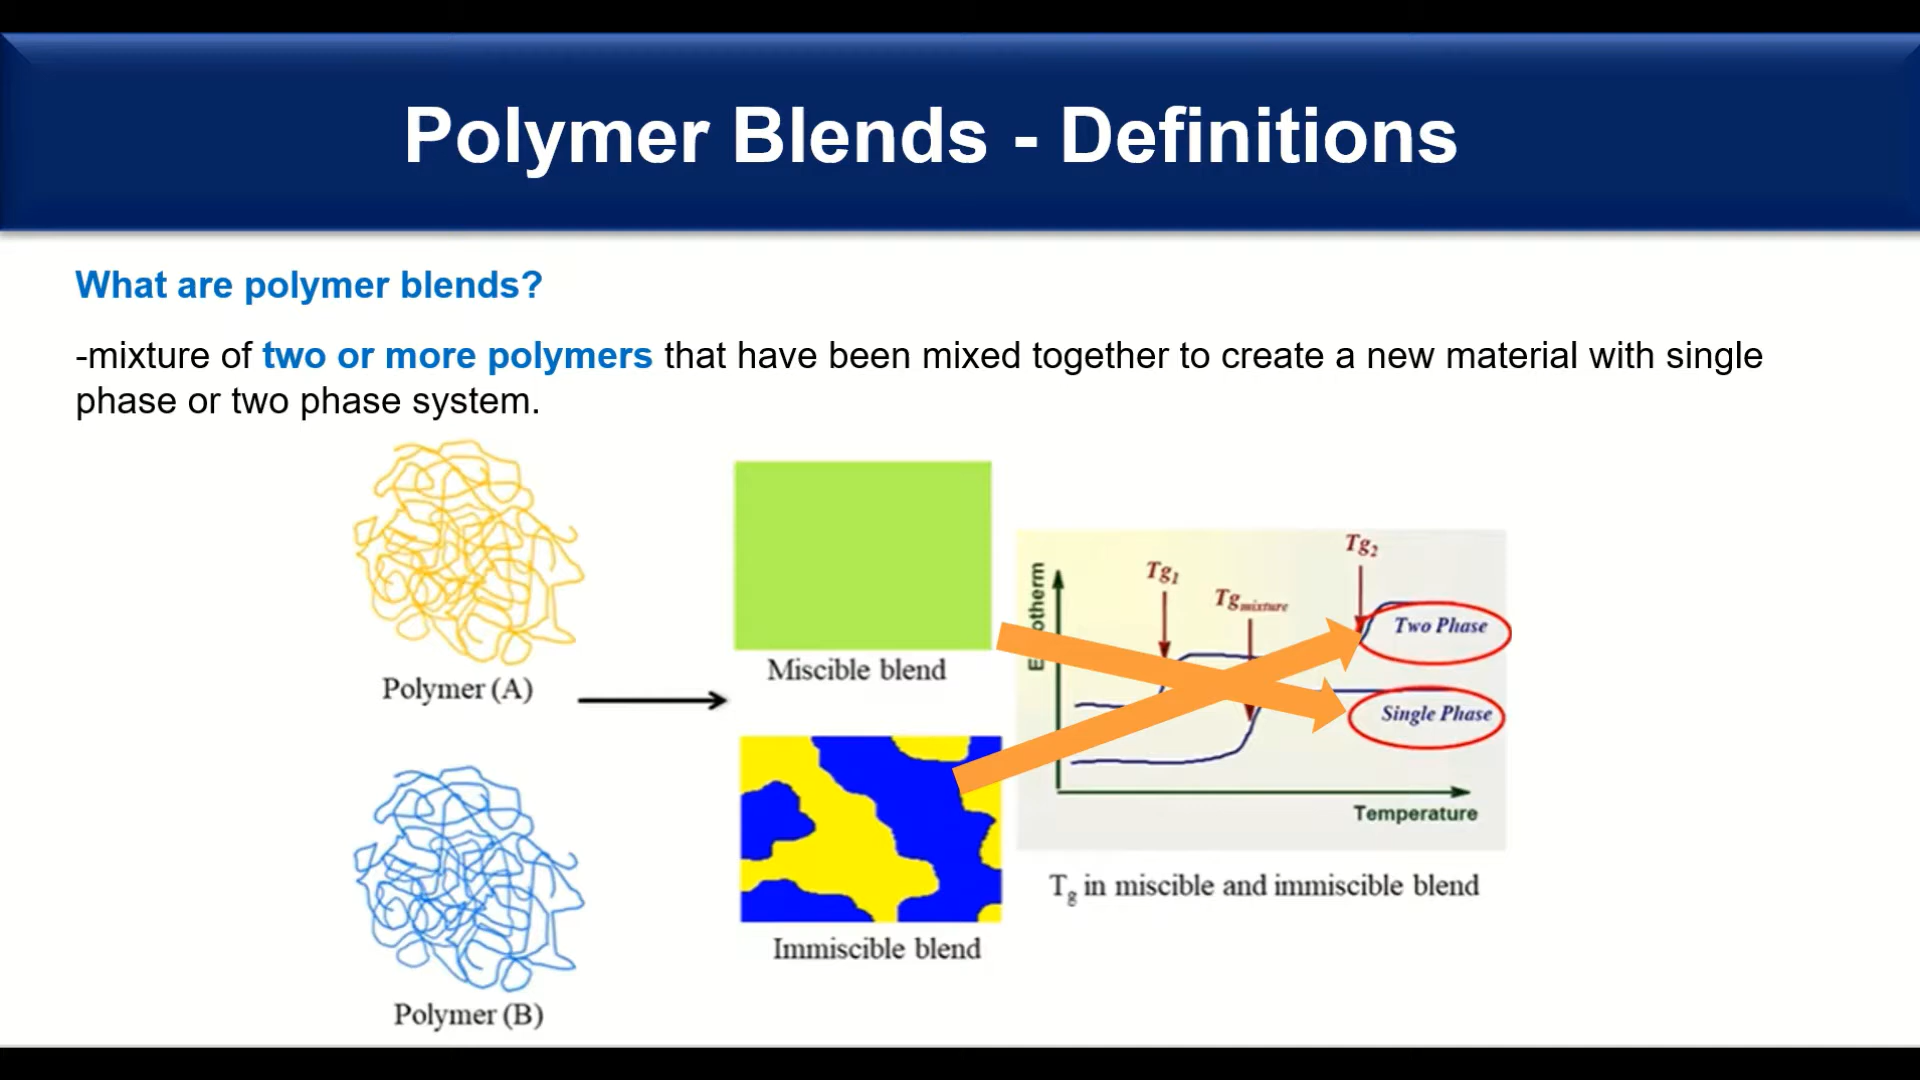 Polymer Blends - Definitions
What are polymer blends?
-mixture of two or more polymers that have been mixed together to create a new material with single
phase or two phase system.
Polymer (A)
Polymer (B)
Miscible blend
Immiscible blend
otherm
Tg1
Tgmixture
Tg2
Two Phase
Single Phase
Temperature
Tg in miscible and immiscible blend